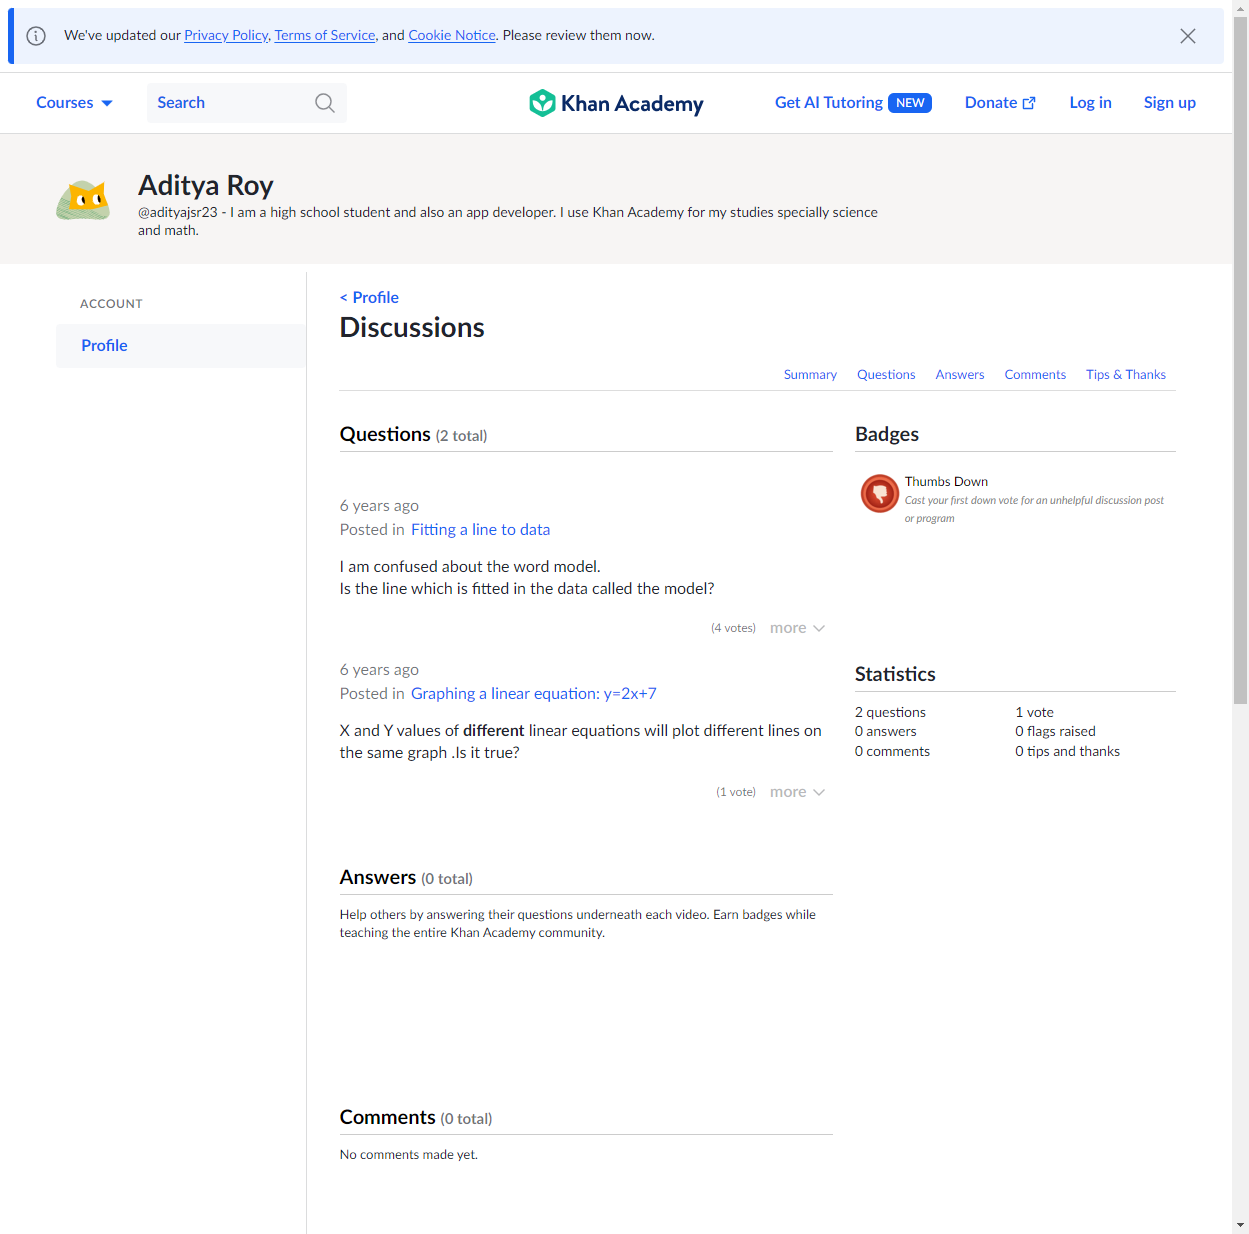 We've updated our Privacy Policy, Terms of Service, and Cookie Notice. Please review them now.
Courses
Search
Khan Academy
Get AI Tutoring NEW
Donate
Log in
Sign up
Aditya Roy
@adityajsr23 - I am a high school student and also an app developer. I use Khan Academy for my studies specially science
and math.
ACCOUNT
Profile
< Profile
Discussions
Summary
Questions
Answers
Comments
Tips & Thanks
Questions (2 total)
6 years ago
Posted in Fitting a line to data
I am confused about the word model.
Is the line which is fitted in the data called the model?
(4 votes)
more
6 years ago
Posted in Graphing a linear equation: y=2x+7
X and Y values of different linear equations will plot different lines on
the same graph .Is it true?
(1 vote)
more
Answers (0 total)
Help others by answering their questions underneath each video. Earn badges while
teaching the entire Khan Academy community.
Comments (0 total)
No comments made yet.
Badges
Thumbs Down
Cast your first down vote for an unhelpful discussion post
or program
Statistics
2 questions
0 answers
0 comments
1 vote
0 flags raised
0 tips and thanks